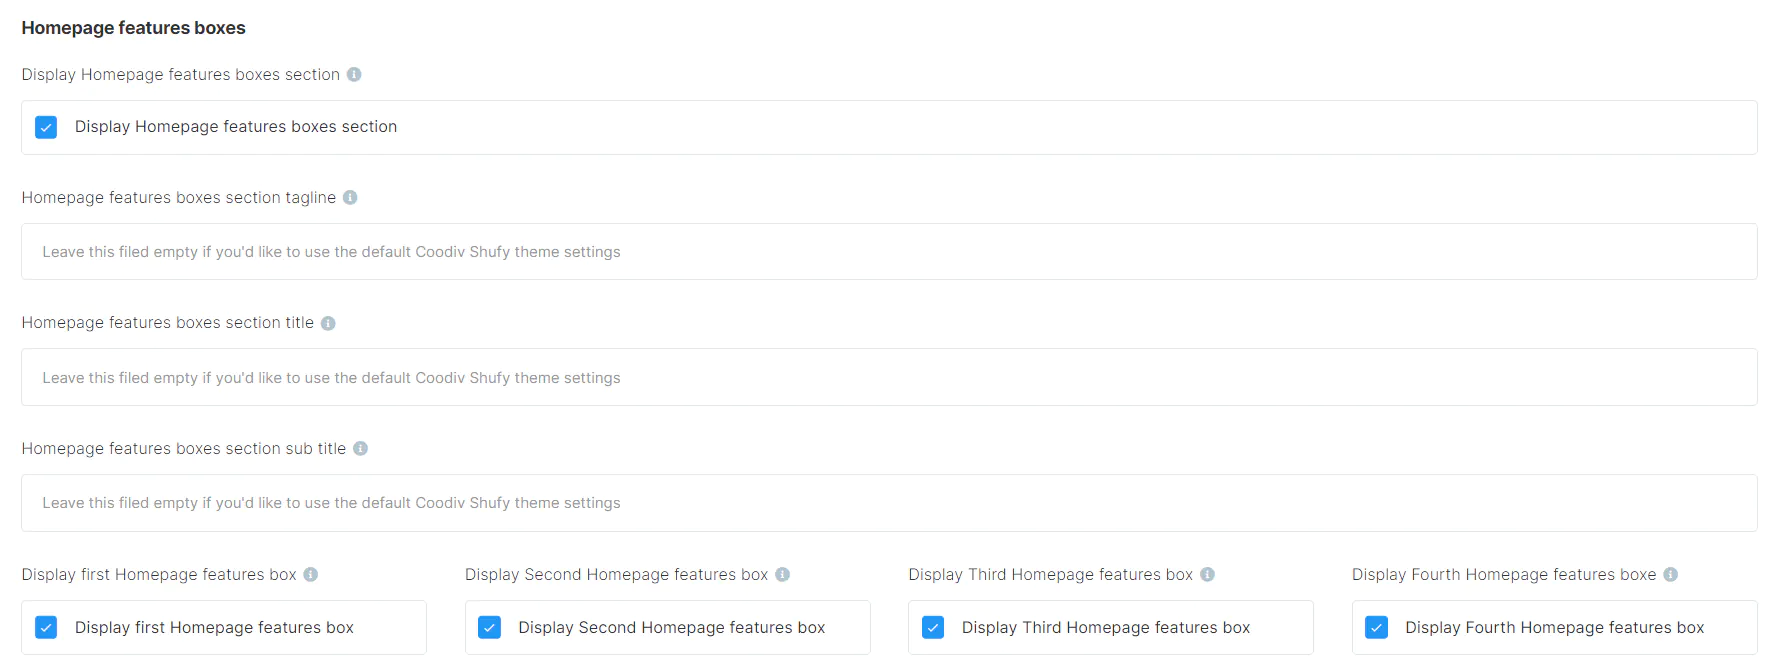 Homepage features boxes
Display Homepage features boxes section
Display Homepage features boxes section
Homepage features boxes section tagline
Leave this filed empty if you'd like to use the default Coodiv Shufy theme settings
Homepage features boxes section title
Leave this filed empty if you'd like to use the default Coodiv Shufy theme settings
Homepage features boxes section sub title
Leave this filed empty if you'd like to use the default Coodiv Shufy theme settings
Display first Homepage features box
Display first Homepage features box
Display Second Homepage features box
Display Second Homepage features box
Display Third Homepage features box
Display Third Homepage features box
Display Fourth Homepage features boxe
Display Fourth Homepage features box